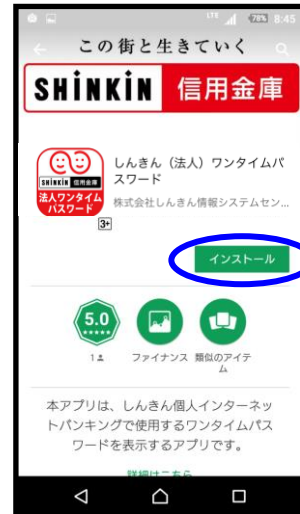 LTE 78% 8:45
この街と生きていく
SHINKIN 信用金庫
SHINKIN 信用金庫
法人ワンタイム
パスワード
しんきん（法人）ワンタイムパ
スワード
株式会社しんきん情報システムセン...
3+
インストール
5.0
1
ファイナンス
類似のアイテ
ム
本アプリは、しんきん個人インターネッ
トバンキングで使用するワンタイムパス
ワードを表示するアプリです。
詳細はこちら